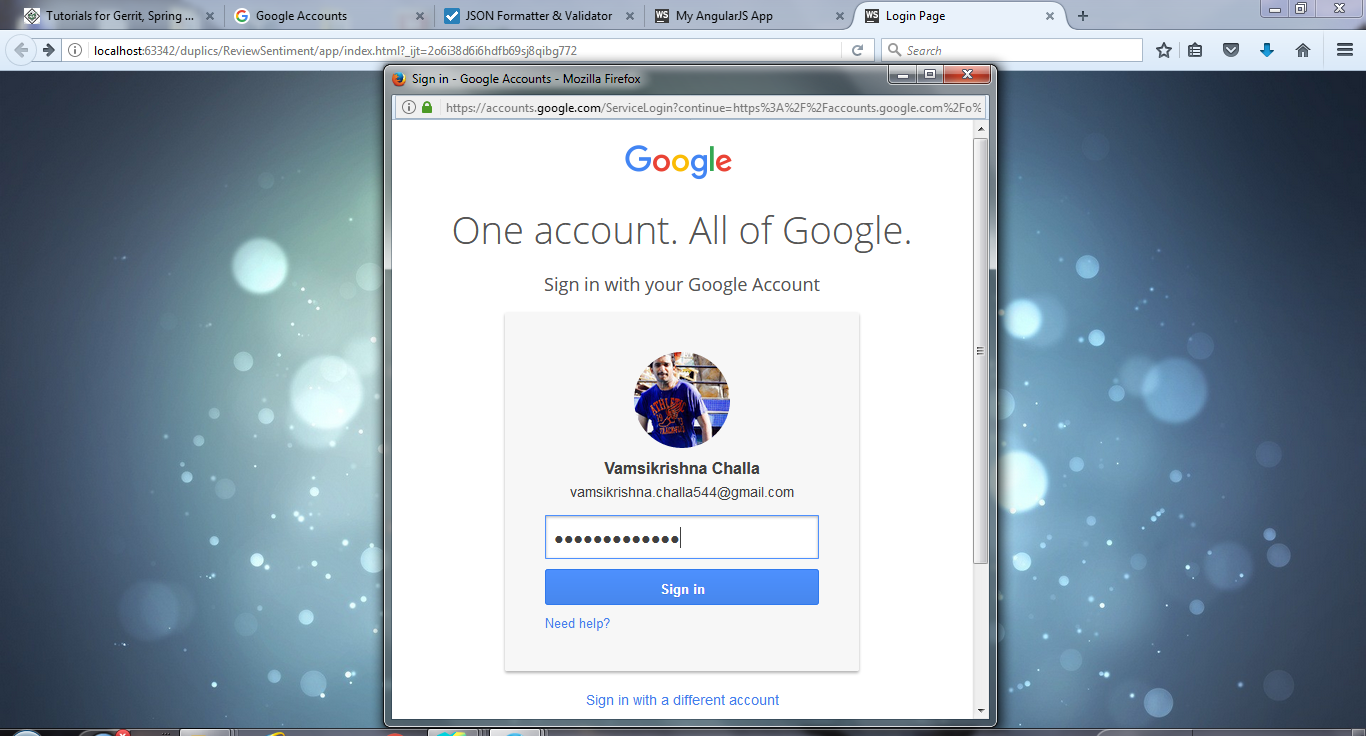 Tutorials for Gerrit, Spring ...
Google Accounts
JSON Formatter & Validator
WS
My AngularJS App
WS
Login Page
localhost:63342/duplics/ReviewSentiment/app/index.html?_ijt=2o6i38d6i6hdfb69sj8qibg772
Search
Sign in - Google Accounts - Mozilla Firefox
https://accounts.google.com/ServiceLogin?continue=https%3A%2F%2Faccounts.google.com%2Fo%
Google
One account. All of Google.
Sign in with your Google Account
ATHLETIC
Vamsikrishna Challa
vamsikrishna.challa544@gmail.com
●●●●●●●●●●●●●
Sign in
Need help?
Sign in with a different account